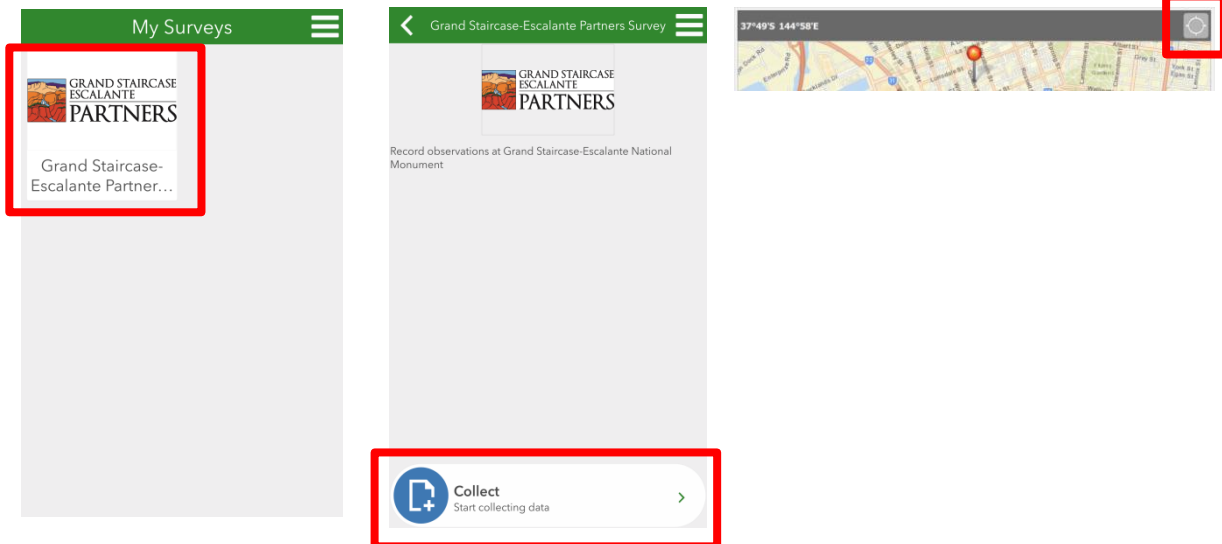 My Surveys
GRAND STAIRCASE
ESCALANTE
PARTNERS
Grand Staircase-
Escalante Partner...
Grand Staircase-Escalante Partners Survey
GRAND STAIRCASE
ESCALANTE
PARTNERS
Record observations at Grand Staircase-Escalante National
Monument
Collect
Start collecting data
37°49'S 144°58'E